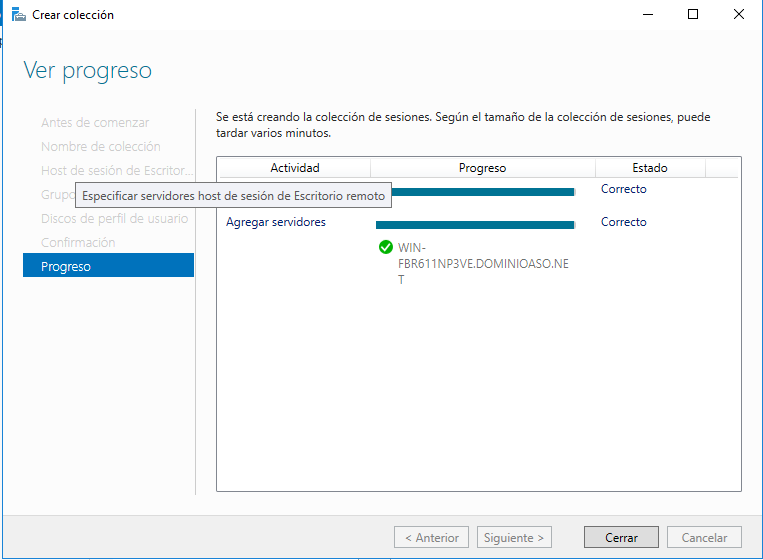 Crear colección
Ver progreso
Antes de comenzar
Nombre de colección
Host de sesión de Escritor...
Grupo
Especificar servidores host de sesión de Escritorio remoto
Discos de perfil de usuario
Confirmación
Progreso
Se está creando la colección de sesiones. Según el tamaño de la colección de sesiones, puede
tardar varios minutos.
Actividad Progreso Estado
Correcto
Agregar servidores Correcto
WIN-
FBR611NP3VE.DOMINIOASO.NE
T
< Anterior Siguiente > Cerrar Cancelar